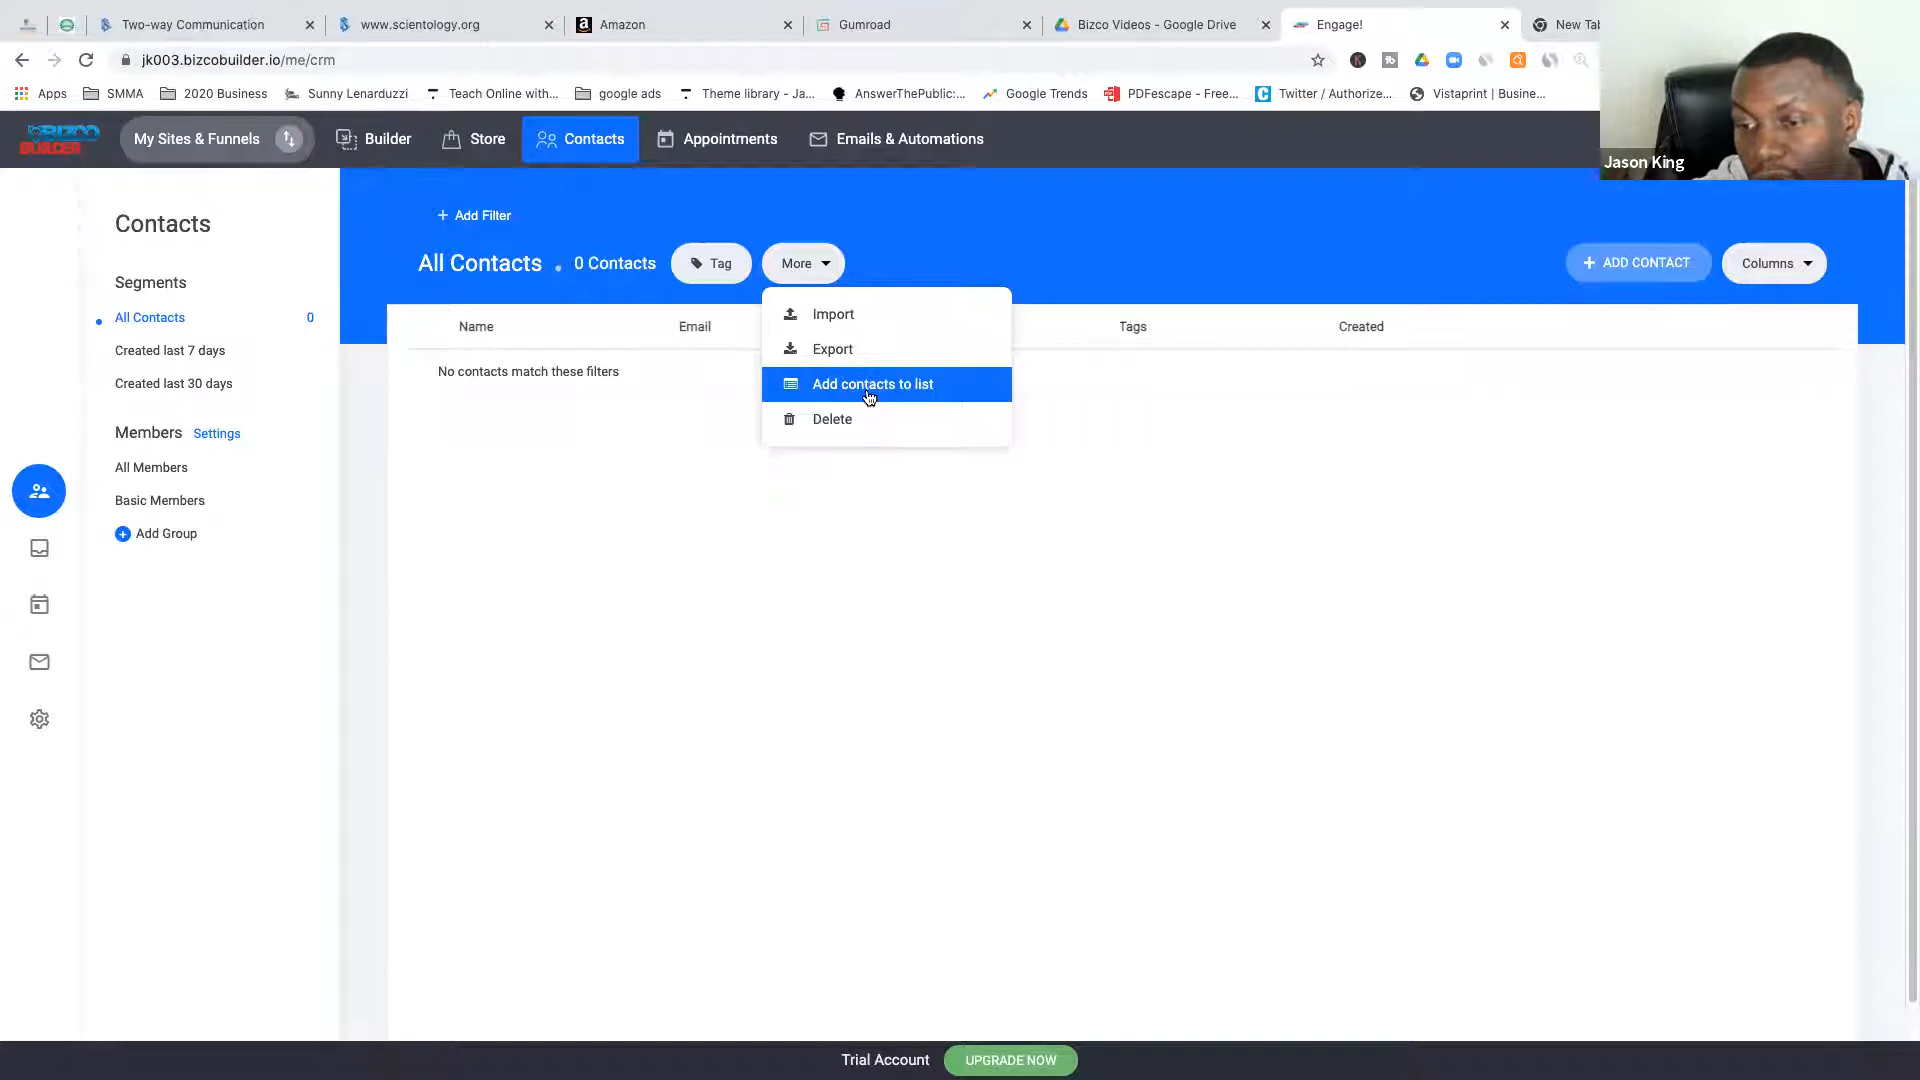 Two-way Communication
www.scientology.org
Amazon
Gumroad
Bizco Videos - Google Drive
Engage!
New Tab
jk003.bizcobuilder.io/me/crm
Apps
SMMA
2020 Business
Sunny Lenarduzzi
Teach Online with...
google ads
Theme library - Ja...
AnswerThePublic:...
Google Trends
PDFescape - Free...
Twitter / Authorize...
Vistaprint | Busine...
BIZCO
BUILDER
My Sites & Funnels
Builder
Store
Contacts
Appointments
Emails & Automations
Jason King
Contacts
Segments
All Contacts 0
Created last 7 days
Created last 30 days
Members Settings
All Members
Basic Members
Add Group
+ Add Filter
All Contacts . 0 Contacts
Tag
More
+ ADD CONTACT
Columns
Import
Export
Add contacts to list
Delete
Name
Email
Tags
Created
No contacts match these filters
Trial Account
UPGRADE NOW